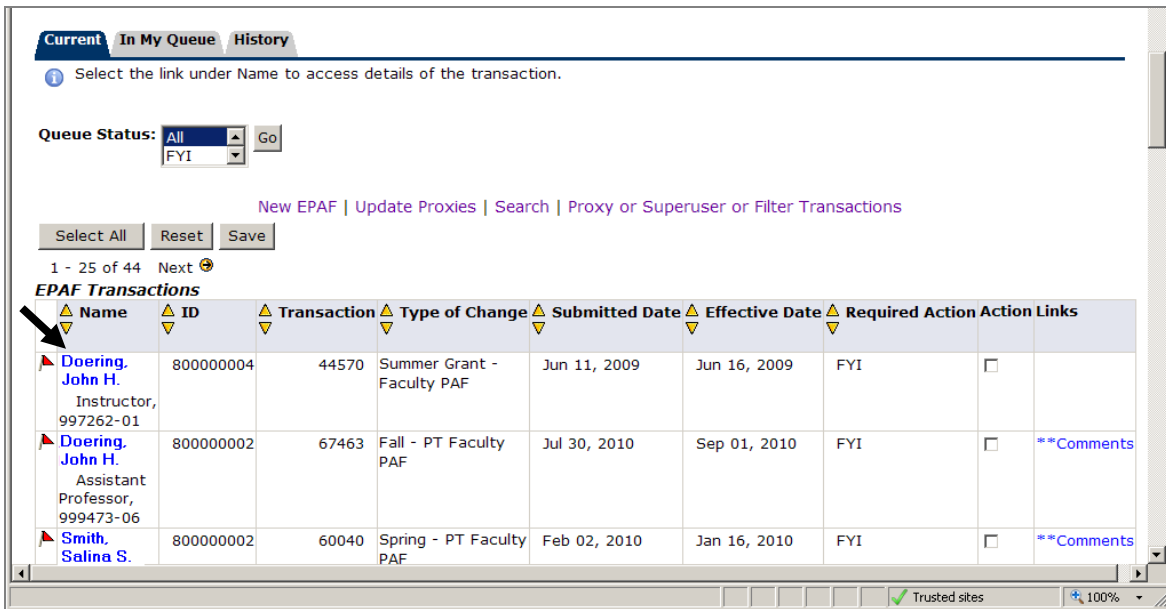 Current In My Queue History
Select the link under Name to access details of the transaction.
Queue Status: All Go
FYI
New EPAF | Update Proxies | Search | Proxy or Superuser or Filter Transactions
Select All Reset Save
1 - 25 of 44 Next
EPAF Transactions
Name ID Transaction Type of Change Submitted Date Effective Date Required Action Action Links
Doering, 800000004 44570 Summer Grant - Jun 11, 2009 Jun 16, 2009 FYI
John H. Faculty PAF
Instructor,
997262-01
Doering, 800000002 67463 Fall - PT Faculty Jul 30, 2010 Sep 01, 2010 FYI **Comments
John H. PAF
Assistant
Professor,
999473-06
Smith, 800000002 60040 Spring - PT Faculty Feb 02, 2010 Jan 16, 2010 FYI **Comments
Salina S. PAF
Trusted sites 100%